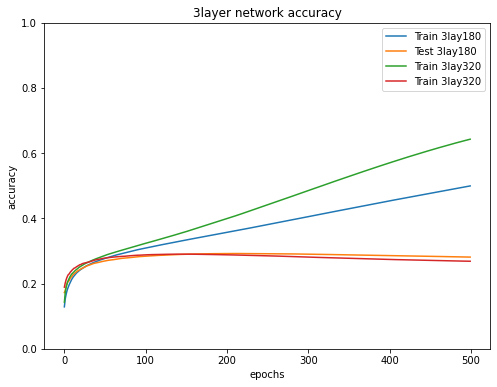 3layer network accuracy
Train 3lay180
Test 3lay180
Train 3lay320
Train 3lay320
accuracy
1.0
0.8
0.6
0.4
0.2
0.0
0 100 200 300 400 500
epochs